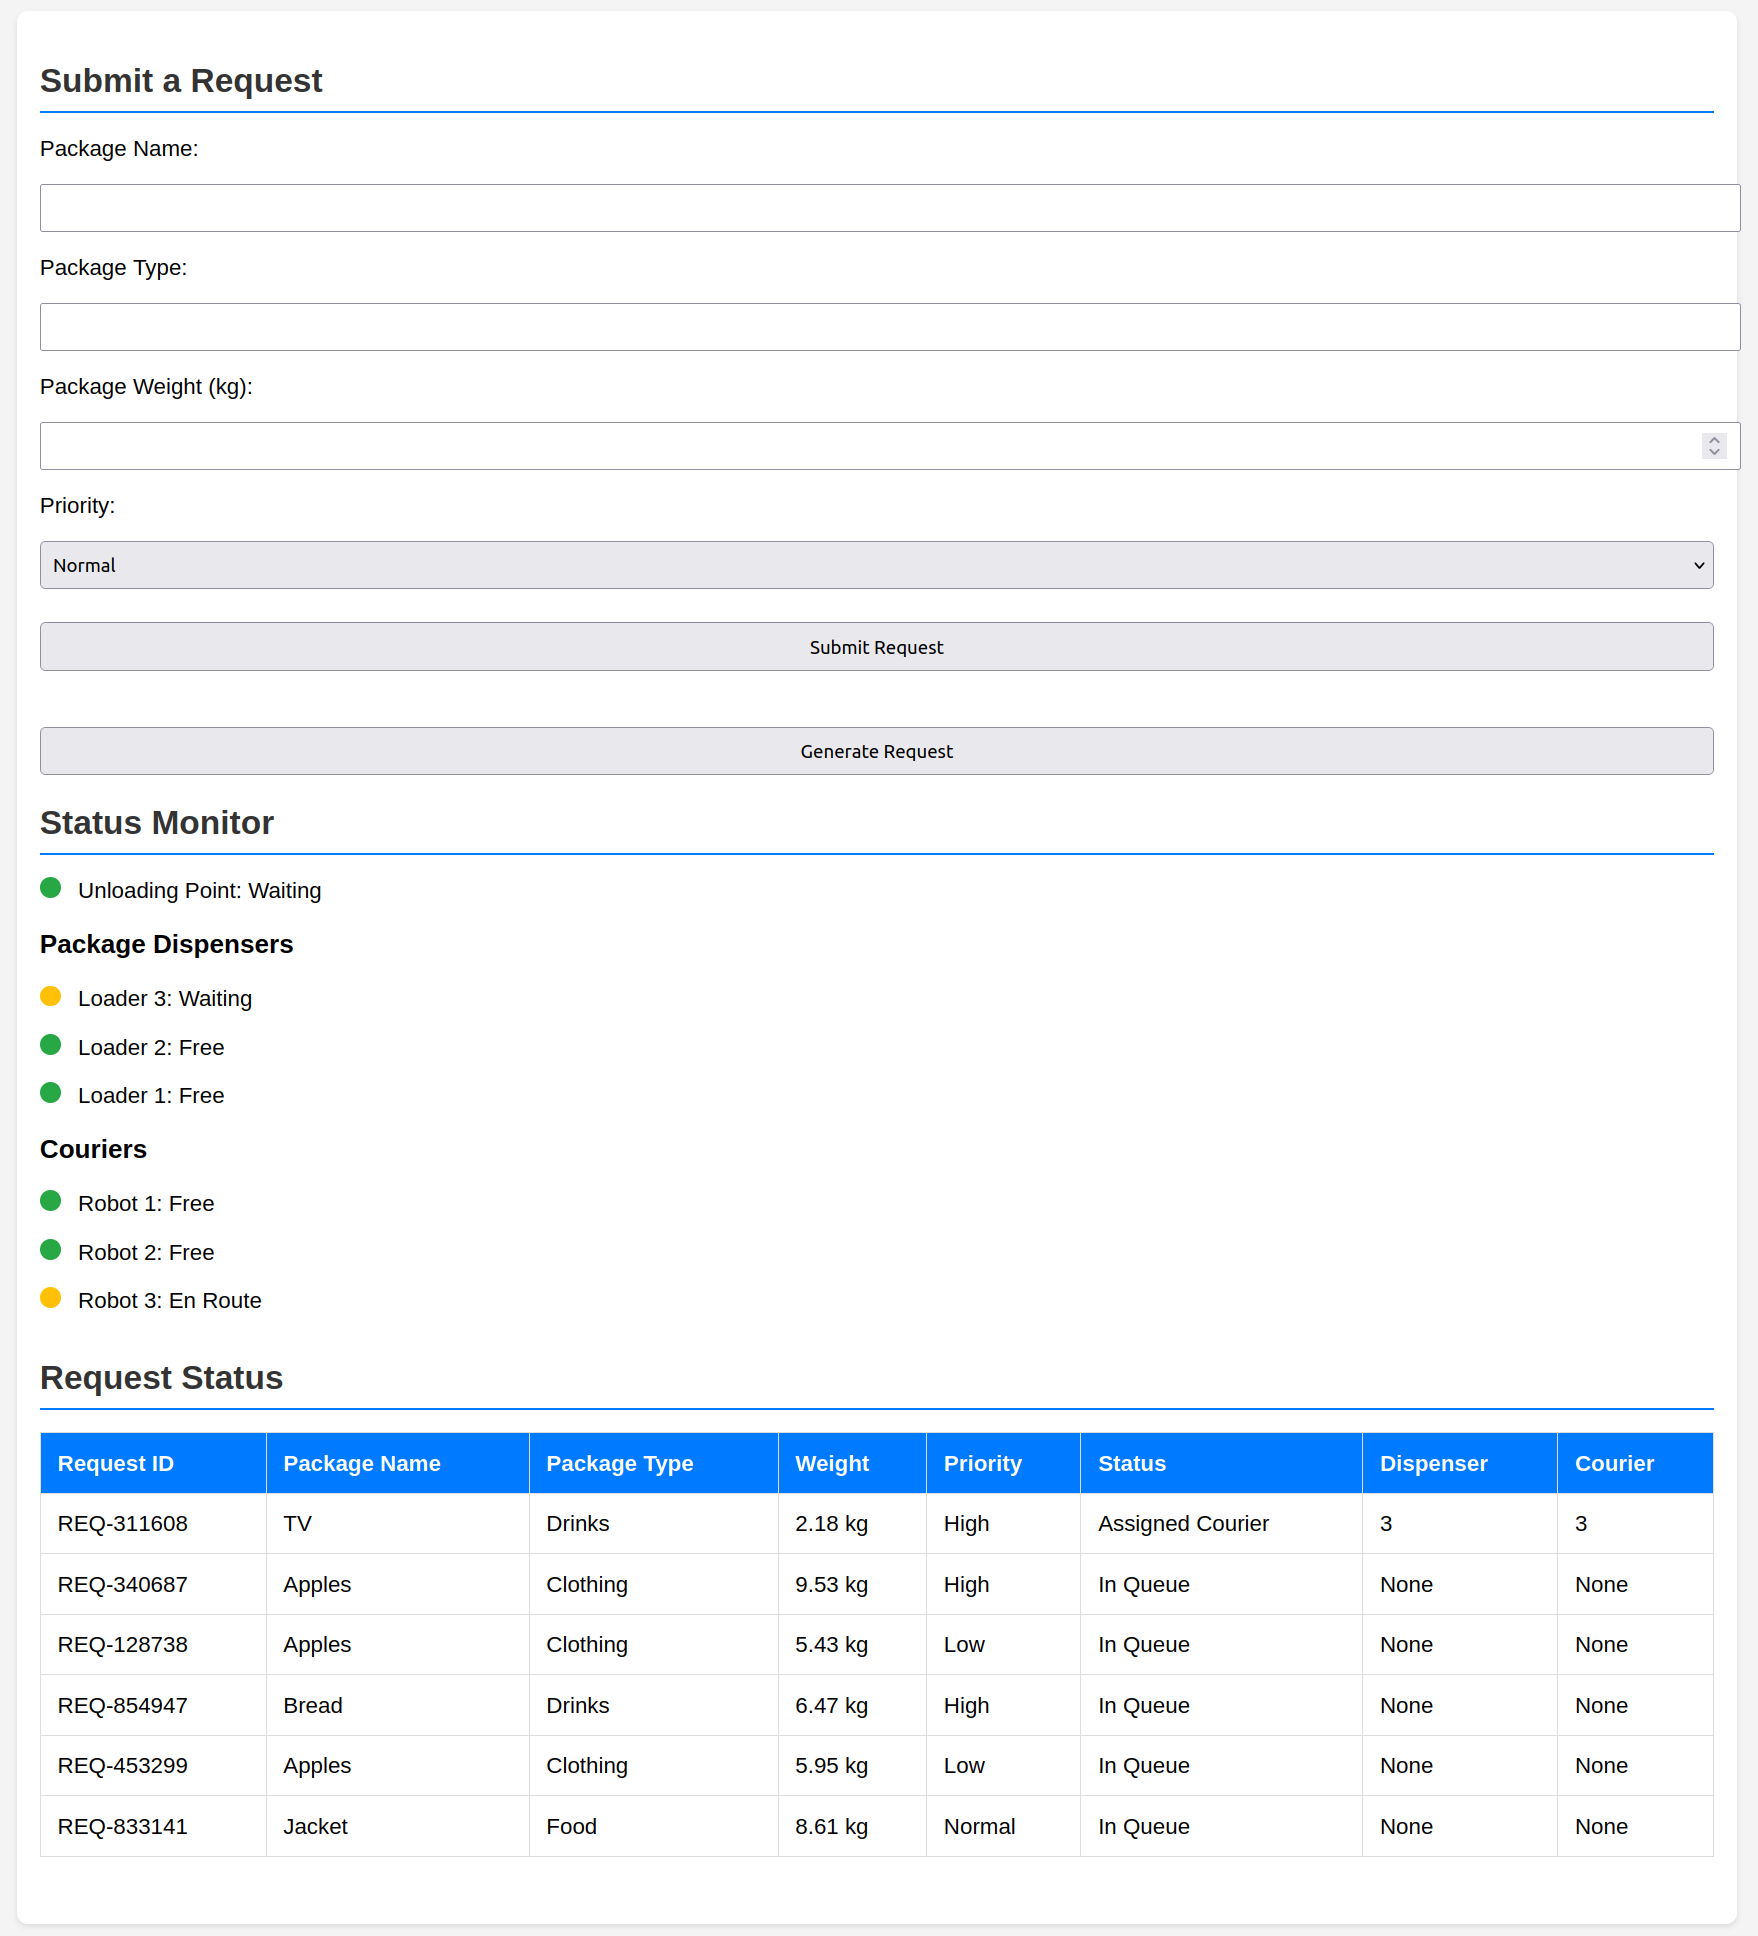 Submit a Request
Package Name:
Package Type:
Package Weight (kg):
Priority:
Normal
Submit Request
Generate Request
Status Monitor
Unloading Point: Waiting
Package Dispensers
Loader 3: Waiting
Loader 2: Free
Loader 1: Free
Couriers
Robot 1: Free
Robot 2: Free
Robot 3: En Route
Request Status
Request ID Package Name Package Type Weight Priority Status Dispenser Courier
REQ-311608 TV Drinks 2.18 kg High Assigned Courier 3 3
REQ-340687 Apples Clothing 9.53 kg High In Queue None None
REQ-128738 Apples Clothing 5.43 kg Low In Queue None None
REQ-854947 Bread Drinks 6.47 kg High In Queue None None
REQ-453299 Apples Clothing 5.95 kg Low In Queue None None
REQ-833141 Jacket Food 8.61 kg Normal In Queue None None